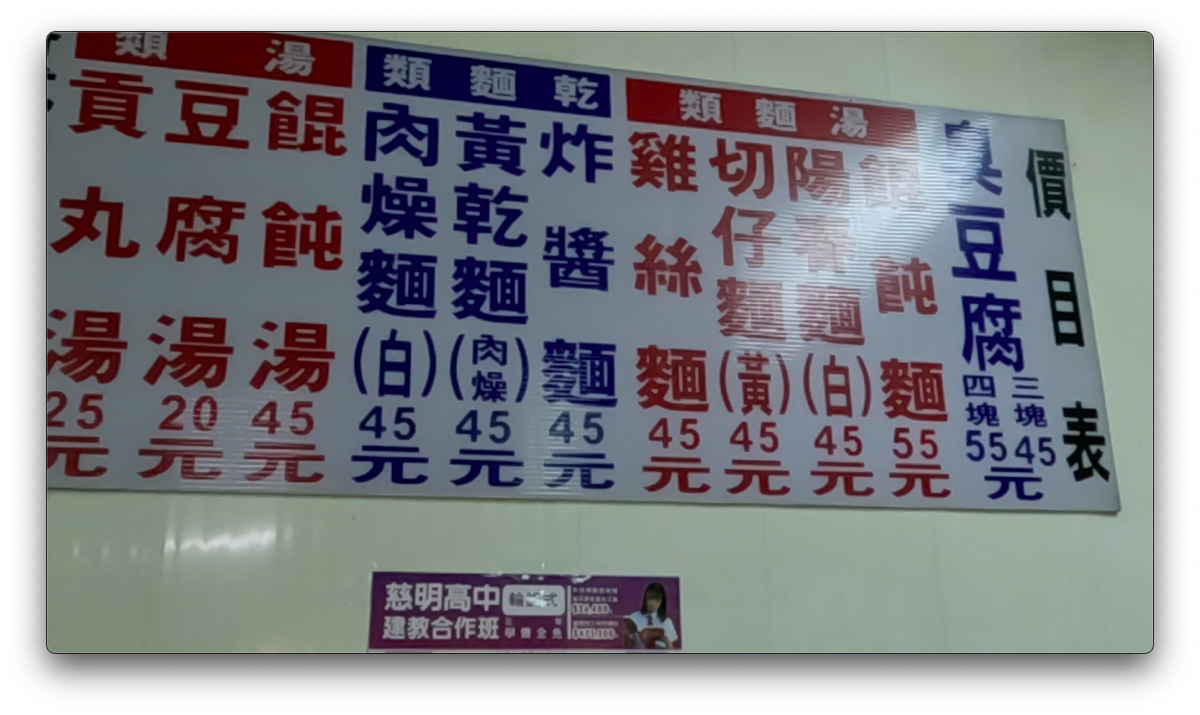 價目表
臭豆腐
三塊 45
四塊 55
元
湯麵類
餛飩麵 55元
陽春麵(白) 45元
切仔麵(黃) 45元
雞絲麵 45元
乾麵類
炸醬麵 45元
黃乾麵(肉燥) 45元
肉燥麵(白) 45元
湯類
餛飩湯 45元
豆腐湯 20元
貢丸湯 25元
慈明高中
建教合作班
學費全免